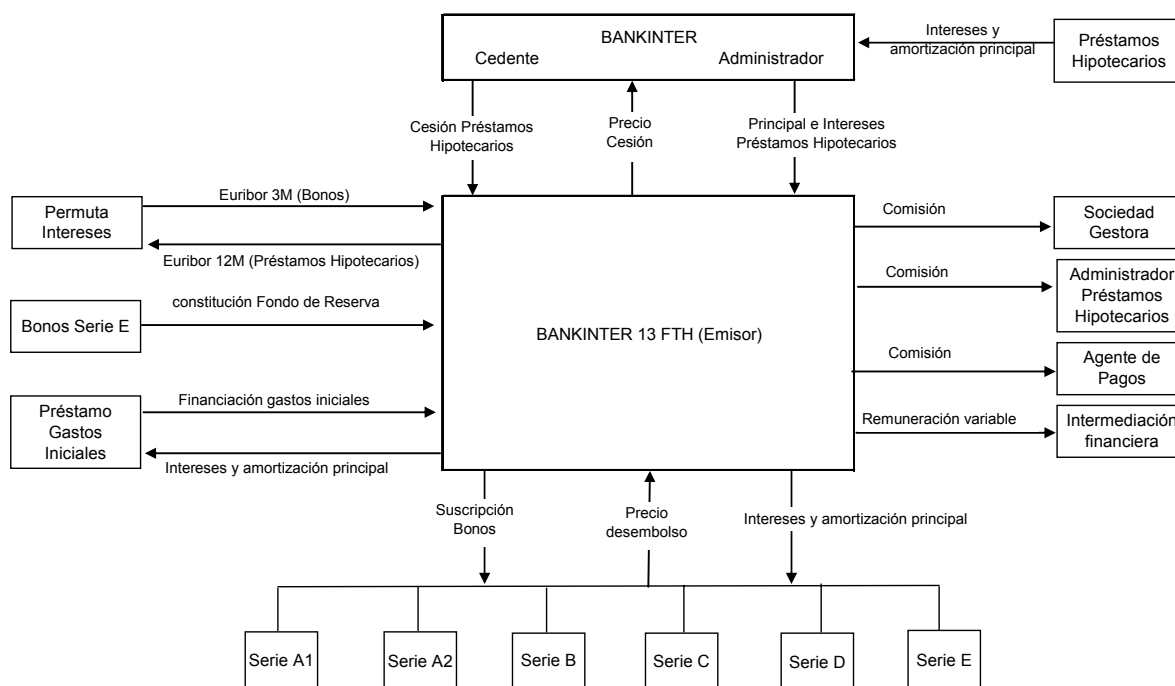 BANKINTER
Cedente
Administrador
Intereses y
amortización principal
Préstamos
Hipotecarios
Cesión Préstamos
Hipotecarios
Precio
Cesión
Principal e Intereses
Préstamos Hipotecarios
Permuta
Intereses
Euribor 3M (Bonos)
Euribor 12M (Préstamos Hipotecarios)
Bonos Serie E
constitución Fondo de Reserva
Préstamo
Gastos
Iniciales
Financiación gastos iniciales
Intereses y amortización principal
BANKINTER 13 FTH (Emisor)
Comisión
Sociedad
Gestora
Comisión
Administrador
Préstamos
Hipotecarios
Comisión
Agente de
Pagos
Remuneración variable
Intermediación
financiera
Suscripción
Bonos
Precio
desembolso
Intereses y amortización principal
Serie A1
Serie A2
Serie B
Serie C
Serie D
Serie E